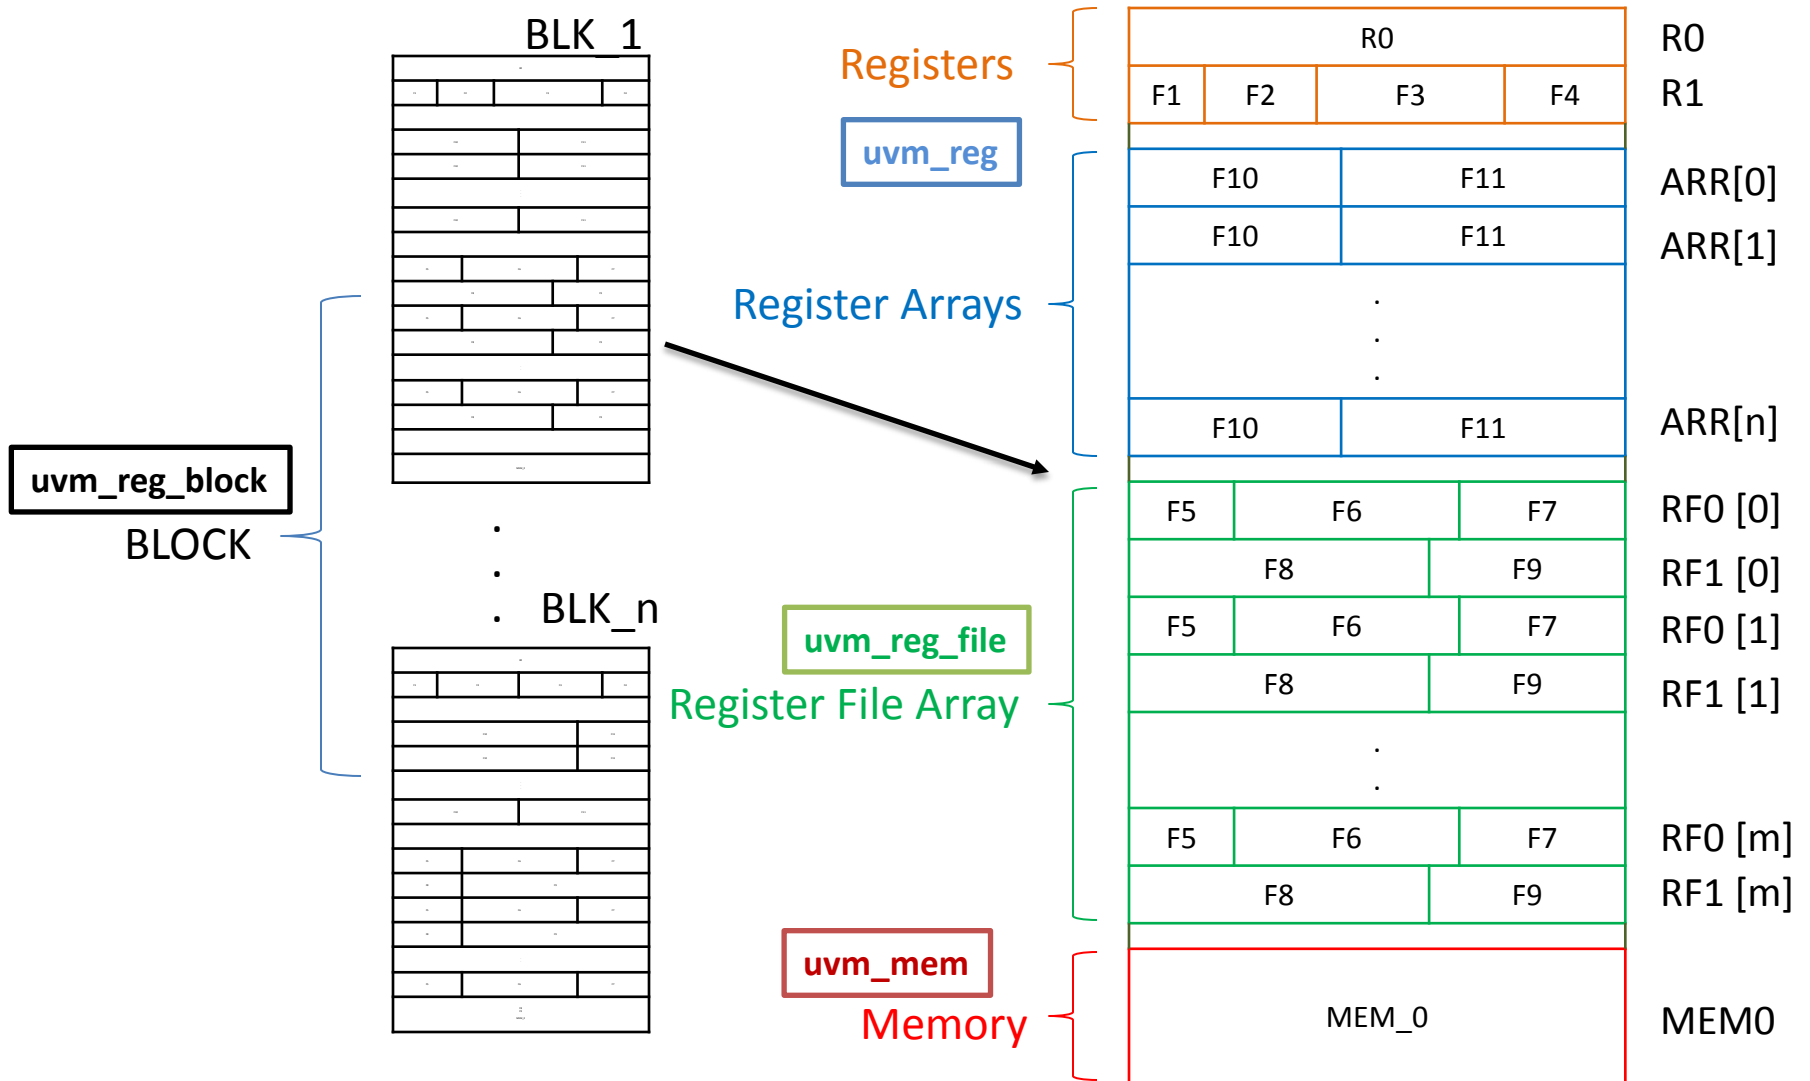 BLK_1
uvm_reg_block
BLOCK
.
.
.
BLK_n
Registers
uvm_reg
Register Arrays
uvm_reg_file
Register File Array
uvm_mem
Memory
R0 R0
F1 F2 F3 F4 R1
F10 F11 ARR[0]
F10 F11 ARR[1]
.
.
.
F10 F11 ARR[n]
F5 F6 F7 RF0 [0]
F8 F9 RF1 [0]
F5 F6 F7 RF0 [1]
F8 F9 RF1 [1]
.
.
F5 F6 F7 RF0 [m]
F8 F9 RF1 [m]
MEM_0 MEM0